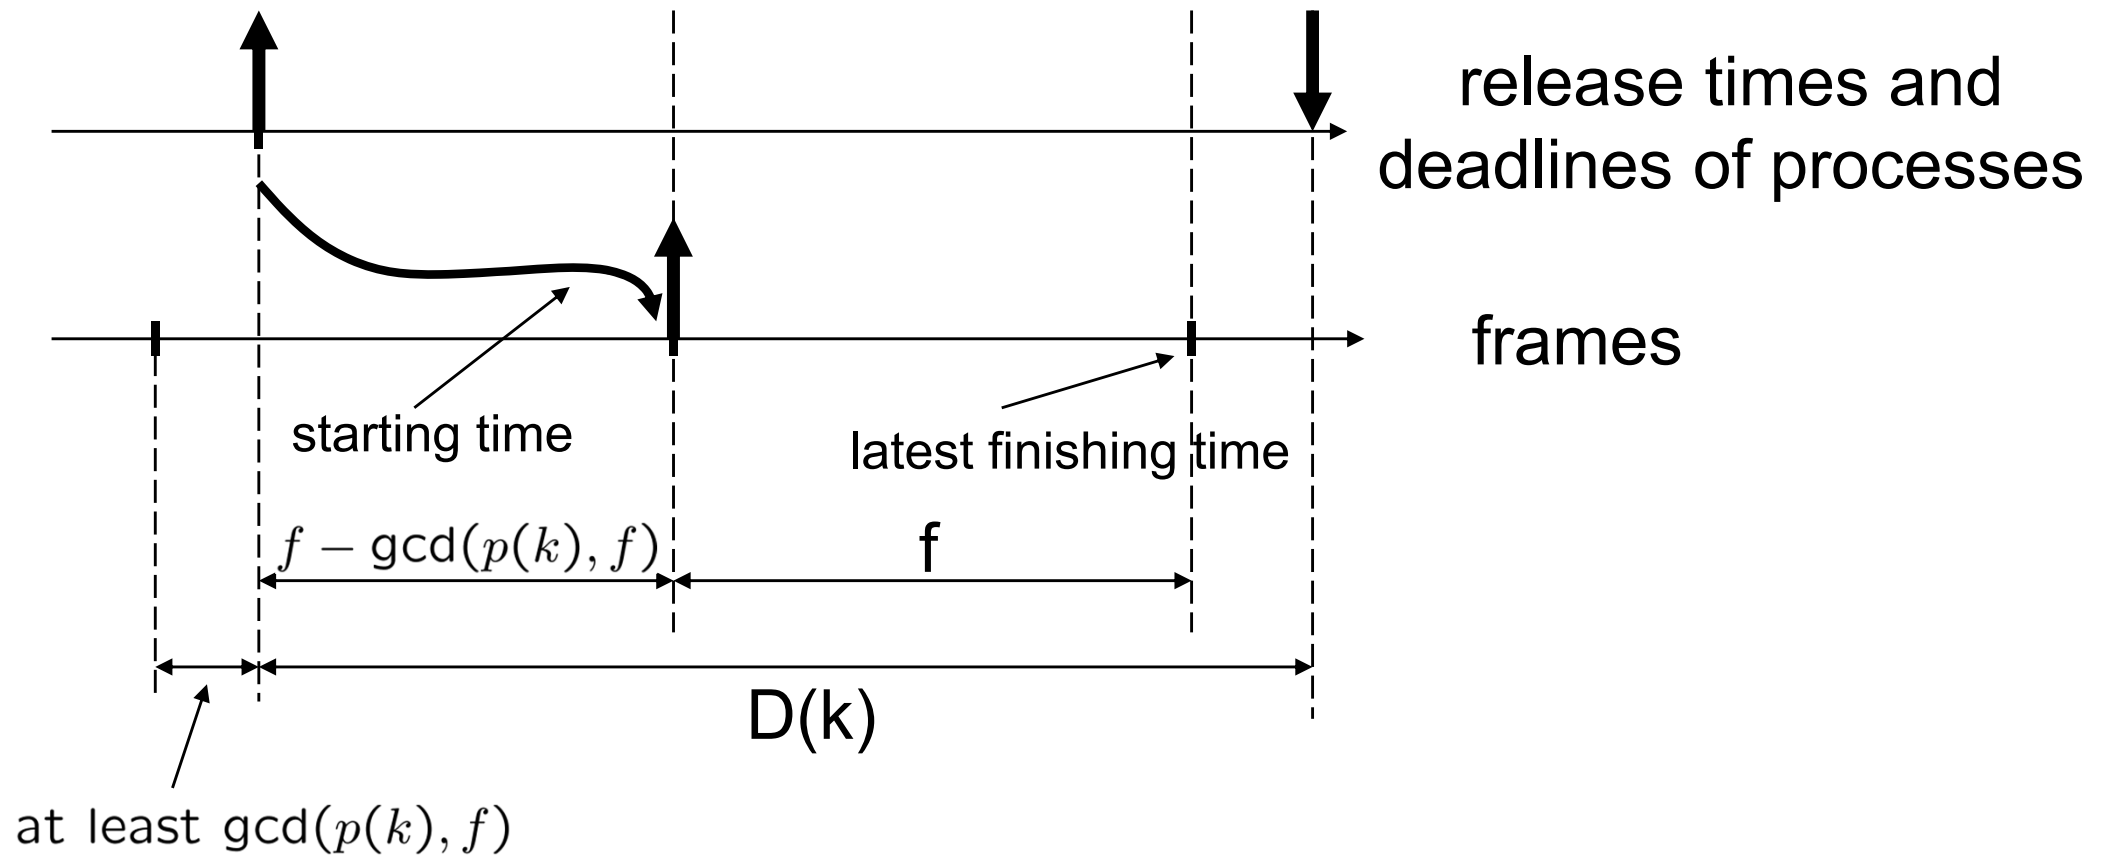 release times and
deadlines of processes
frames
starting time
latest finishing time
f − gcd(p(k), f)
f
D(k)
at least gcd(p(k), f)